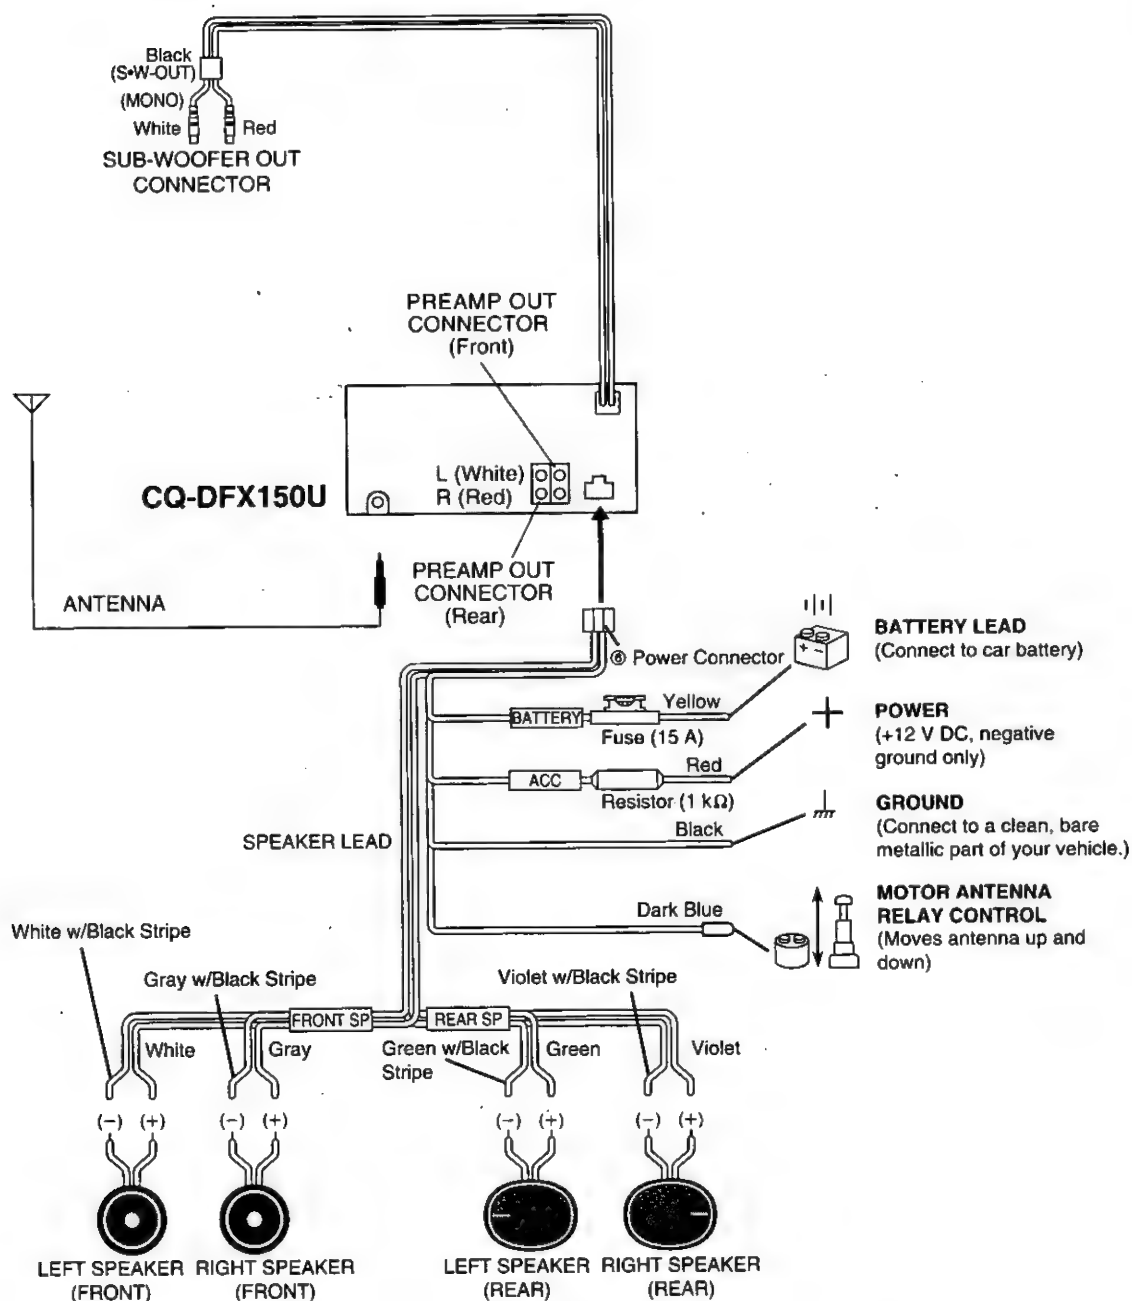 Black
(S•W-OUT)
(MONO)
White
Red
SUB-WOOFER OUT
CONNECTOR
PREAMP OUT
CONNECTOR
(Front)
L (White)
R (Red)
CQ-DFX150U
PREAMP OUT
CONNECTOR
(Rear)
ANTENNA
⑥ Power Connector
BATTERY LEAD
(Connect to car battery)
+ −
Yellow
BATTERY
Fuse (15 A)
POWER
(+12 V DC, negative
ground only)
Red
ACC
Resistor (1 kΩ)
GROUND
(Connect to a clean, bare
metallic part of your vehicle.)
Black
SPEAKER LEAD
MOTOR ANTENNA
RELAY CONTROL
(Moves antenna up and
down)
Dark Blue
White w/Black Stripe
Gray w/Black Stripe
Violet w/Black Stripe
FRONT SP
REAR SP
White
Gray
Green w/Black
Stripe
Green
Violet
(−) (+)
(−) (+)
(−) (+)
(−) (+)
LEFT SPEAKER
(FRONT)
RIGHT SPEAKER
(FRONT)
LEFT SPEAKER
(REAR)
RIGHT SPEAKER
(REAR)